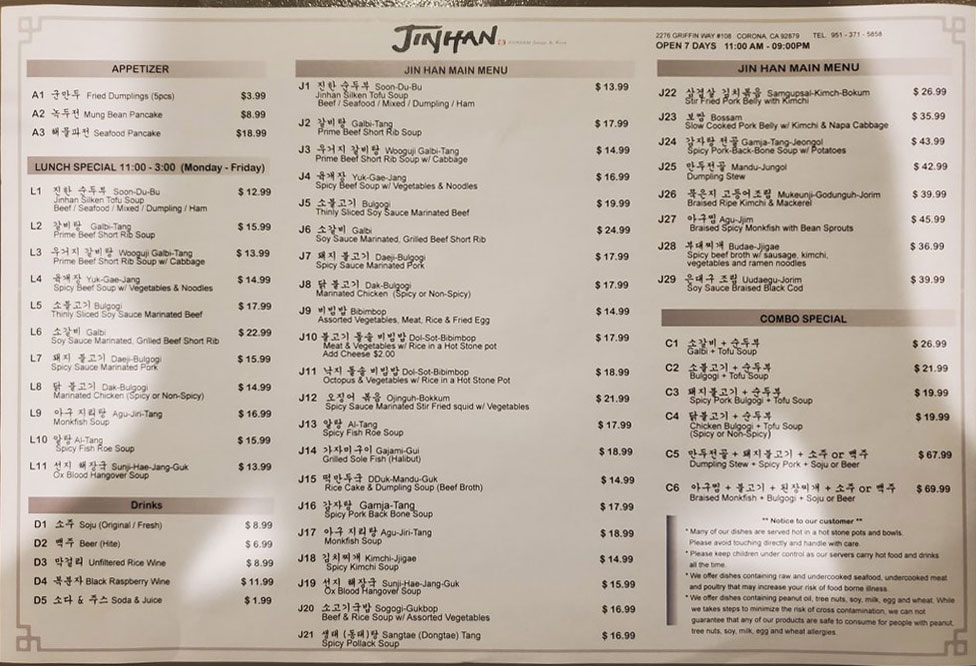 JINHAN KOREAN Soup & Rice
2276 GRIFFIN WAY #108 CORONA, CA 92879 TEL. 951 - 371 - 5858
OPEN 7 DAYS 11:00 AM - 09:00PM
APPETIZER
A1 군만두 Fried Dumplings (5pcs) $3.99
A2 녹두전 Mung Bean Pancake $8.99
A3 해물파전 Seafood Pancake $18.99
LUNCH SPECIAL 11:00 - 3:00 (Monday - Friday)
L1 진한 순두부 Soon-Du-Bu $ 12.99
Jinhan Silken Tofu Soup
Beef / Seafood / Mixed / Dumpling / Ham
L2 갈비탕 Galbi-Tang $ 15.99
Prime Beef Short Rib Soup
L3 우거지 갈비탕 Wooguji Galbi-Tang $ 13.99
Prime Beef Short Rib Soup w/ Cabbage
L4 육개장 Yuk-Gae-Jang $ 14.99
Spicy Beef Soup w/ Vegetables & Noodles
L5 소불고기 Bulgogi $ 17.99
Thinly Sliced Soy Sauce Marinated Beef
L6 소갈비 Galbi $ 22.99
Soy Sauce Marinated, Grilled Beef Short Rib
L7 돼지 불고기 Daeji-Bulgogi $ 15.99
Spicy Sauce Marinated Pork
L8 닭 불고기 Dak-Bulgogi $ 14.99
Marinated Chicken (Spicy or Non-Spicy)
L9 아구 지리탕 Agu-Jiri-Tang $ 16.99
Monkfish Soup
L10 알탕 Al-Tang $ 15.99
Spicy Fish Roe Soup
L11 선지 해장국 Sunji-Hae-Jang-Guk $ 13.99
Ox Blood Hangover Soup
Drinks
D1 소주 Soju (Original / Fresh) $ 8.99
D2 맥주 Beer (Hite) $ 6.99
D3 막걸리 Unfiltered Rice Wine $ 8.99
D4 복분자 Black Raspberry Wine $ 11.99
D5 소다 & 주스 Soda & Juice $ 1.99
JIN HAN MAIN MENU
J1 진한 순두부 Soon-Du-Bu $ 13.99
Jinhan Silken Tofu Soup
Beef / Seafood / Mixed / Dumpling / Ham
J2 갈비탕 Galbi-Tang $ 17.99
Prime Beef Short Rib Soup
J3 우거지 갈비탕 Wooguji Galbi-Tang $ 14.99
Prime Beef Short Rib Soup w/ Cabbage
J4 육개장 Yuk-Gae-Jang $ 16.99
Spicy Beef Soup w/ Vegetables & Noodles
J5 소불고기 Bulgogi $ 19.99
Thinly Sliced Soy Sauce Marinated Beef
J6 소갈비 Galbi $ 24.99
Soy Sauce Marinated, Grilled Beef Short Rib
J7 돼지 불고기 Daeji-Bulgogi $ 17.99
Spicy Sauce Marinated Pork
J8 닭 불고기 Dak-Bulgogi $ 17.99
Marinated Chicken (Spicy or Non-Spicy)
J9 비빔밥 Bibimbop $ 14.99
Assorted Vegetables, Meat, Rice & Fried Egg
J10 불고기 돌솥 비빔밥 Dol-Sot-Bibimbop $ 17.99
Meat & Vegetables w/ Rice in a Hot Stone pot
Add Cheese $2.00
J11 낙지 돌솥 비빔밥 Dol-Sot-Bibimbop $ 18.99
Octopus & Vegetables w/ Rice in a Hot Stone Pot
J12 오징어 볶음 Ojinguh-Bokkum $ 21.99
Spicy Sauce Marinated Stir Fried squid w/ Vegetables
J13 알탕 Al-Tang $ 17.99
Spicy Fish Roe Soup
J14 가자미구이 Gajami-Gui $ 18.99
Grilled Sole Fish (Halibut)
J15 떡만두국 DDuk-Mandu-Guk $ 14.99
Rice Cake & Dumpling Soup (Beef Broth)
J16 감자탕 Gamja-Tang $ 17.99
Spicy Pork Back Bone Soup
J17 아구 지리탕 Agu-Jiri-Tang $ 18.99
Monkfish Soup
J18 김치찌개 Kimchi-Jjigae $ 14.99
Spicy Kimchi Soup
J19 선지 해장국 Sunji-Hae-Jang-Guk $ 15.99
Ox Blood Hangover Soup
J20 소고기국밥 Sogogi-Gukbop $ 16.99
Beef & Rice Soup w/ Assorted Vegetables
J21 생태 (동태)탕 Sangtae (Dongtae) Tang $ 16.99
Spicy Pollack Soup
JIN HAN MAIN MENU
J22 삼겹살 김치볶음 Samgupsal-Kimch-Bokum $ 26.99
Stir Fried Pork Belly with Kimchi
J23 보쌈 Bossam $ 35.99
Slow Cooked Pork Belly w/ Kimchi & Napa Cabbage
J24 감자탕 전골 Gamja-Tang-Jeongol $ 43.99
Spicy Pork-Back-Bone Soup w/ Potatoes
J25 만두전골 Mandu-Jungol $ 42.99
Dumpling Stew
J26 묵은지 고등어조림 Mukeunji-Godunguh-Jorim $ 39.99
Braised Ripe Kimchi & Mackerel
J27 아구찜 Agu-Jjim $ 45.99
Braised Spicy Monkfish with Bean Sprouts
J28 부대찌개 Budae-Jjigae $ 36.99
Spicy beef broth w/ sausage, kimchi,
vegetables and ramen noodles
J29 은대구 조림 Uudaegu-Jorim $ 39.99
Soy Sauce Braised Black Cod
COMBO SPECIAL
C1 소갈비 + 순두부 $ 26.99
Galbi + Tofu Soup
C2 소불고기 + 순두부 $ 21.99
Bulgogi + Tofu Soup
C3 돼지불고기 + 순두부 $ 19.99
Spicy Pork Bulgogi + Tofu Soup
C4 닭불고기 + 순두부 $ 19.99
Chicken Bulgogi + Tofu Soup
(Spicy or Non-Spicy)
C5 만두전골 + 돼지불고기 + 소주 or 맥주 $ 67.99
Dumpling Stew + Spicy Pork + Soju or Beer
C6 아구찜 + 불고기 + 된장찌개 + 소주 or 맥주 $ 69.99
Braised Monkfish + Bulgogi + Soju or Beer
** Notice to our customer **
* Many of our dishes are served hot in a hot stone pots and bowls.
Please avoid touching directly and handle with care.
* Please keep children under control as our servers carry hot food and drinks
all the time.
* We offer dishes containing raw and undercooked seafood, undercooked meat
and poultry that may increase your risk of food borne illness.
* We offer dishes containing peanut oil, tree nuts, soy, milk, egg and wheat. While
we takes steps to minimize the risk of cross contamination, we can not
guarantee that any of our products are safe to consume for people with peanut,
tree nuts, soy, milk, egg and wheat allergies.